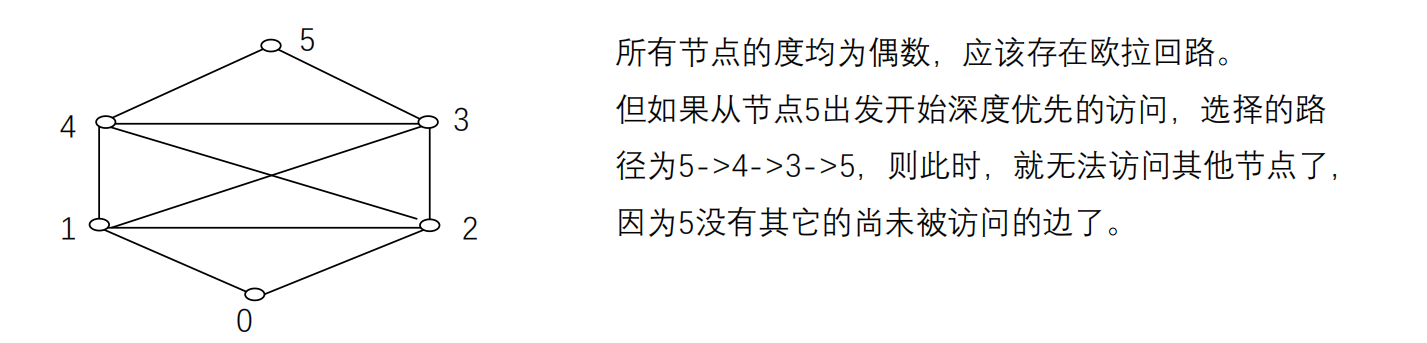 5
4
3
1
2
0
所有节点的度均为偶数，应该存在欧拉回路。
但如果从节点5出发开始深度优先的访问，选择的路
径为5->4->3->5，则此时，就无法访问其他节点了，
因为5没有其它的尚未被访问的边了。